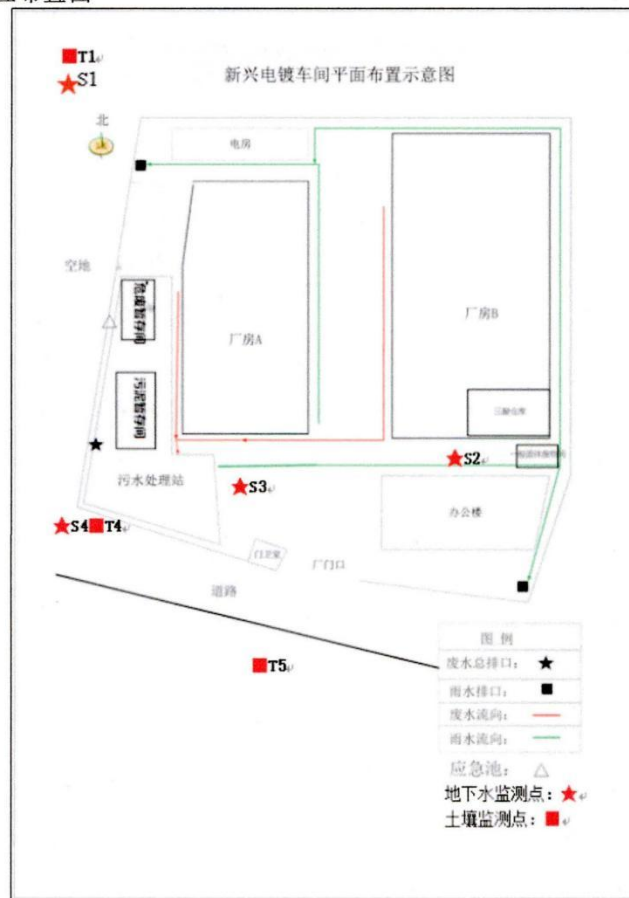 T1
S1
新兴电镀车间平面布置示意图
北
电房
空地
危废暂存间
厂房A
厂房B
污泥暂存间
三酸仓库
S2
污水处理站
S3
办公楼
S4 T4
门卫室
厂门口
道路
T5
图 例
废水总排口：
雨水排口：
废水流向：
雨水流向：
应急池：
地下水监测点：
土壤监测点：